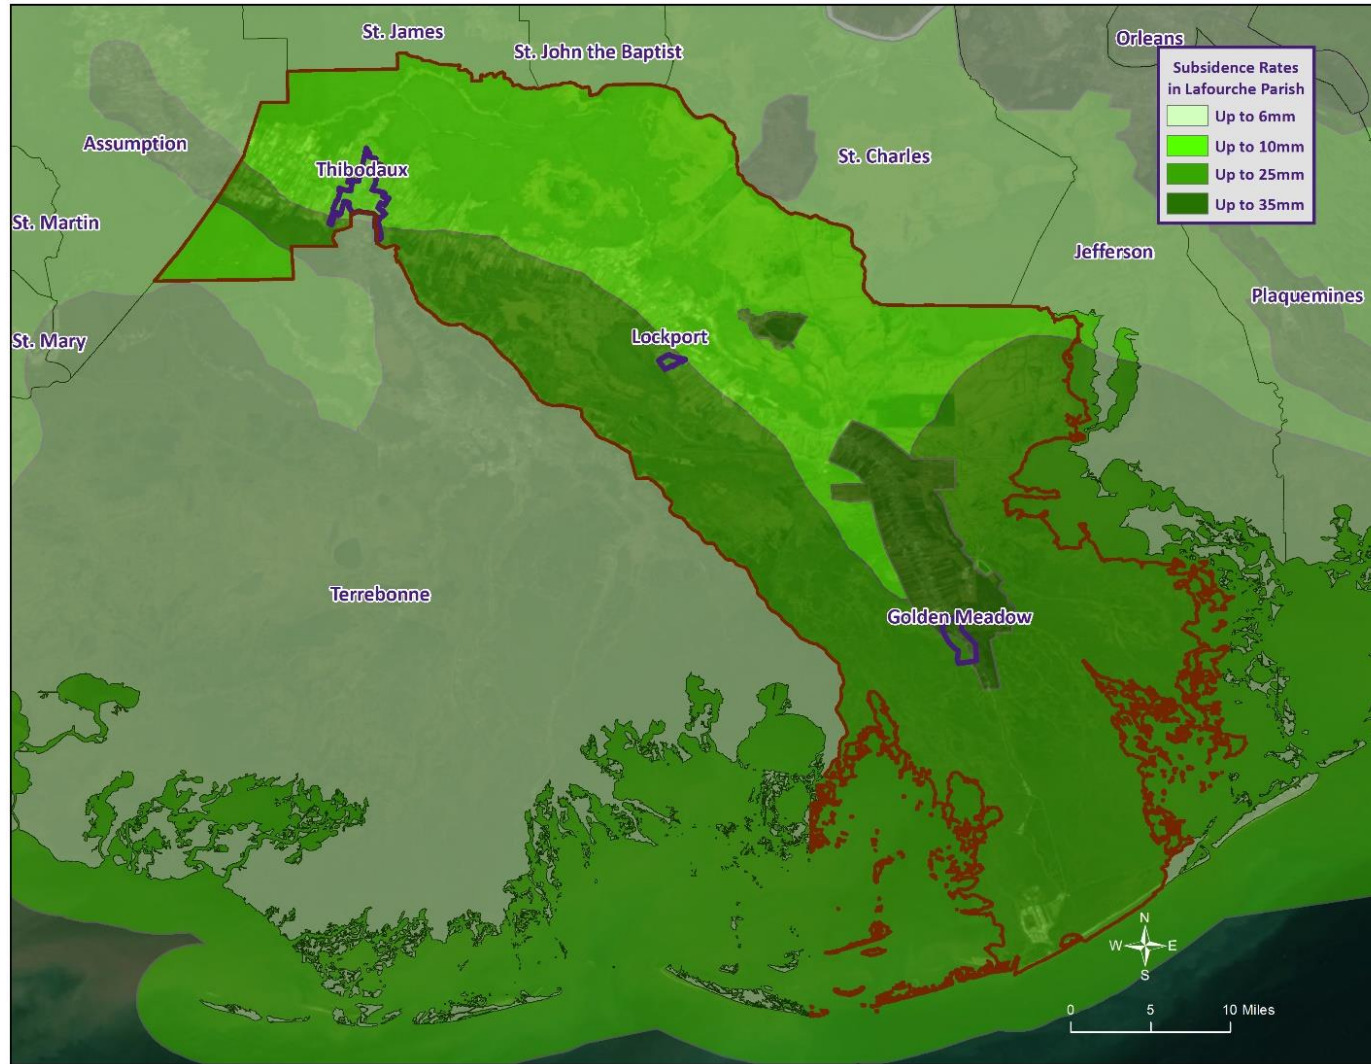 St. James
St. John the Baptist
Orleans
Subsidence Rates
in Lafourche Parish
Up to 6mm
Up to 10mm
Up to 25mm
Up to 35mm
Assumption
Thibodaux
St. Charles
St. Martin
Jefferson
Plaquemines
St. Mary
Lockport
Terrebonne
Golden Meadow
N
W E
S
0 5 10 Miles